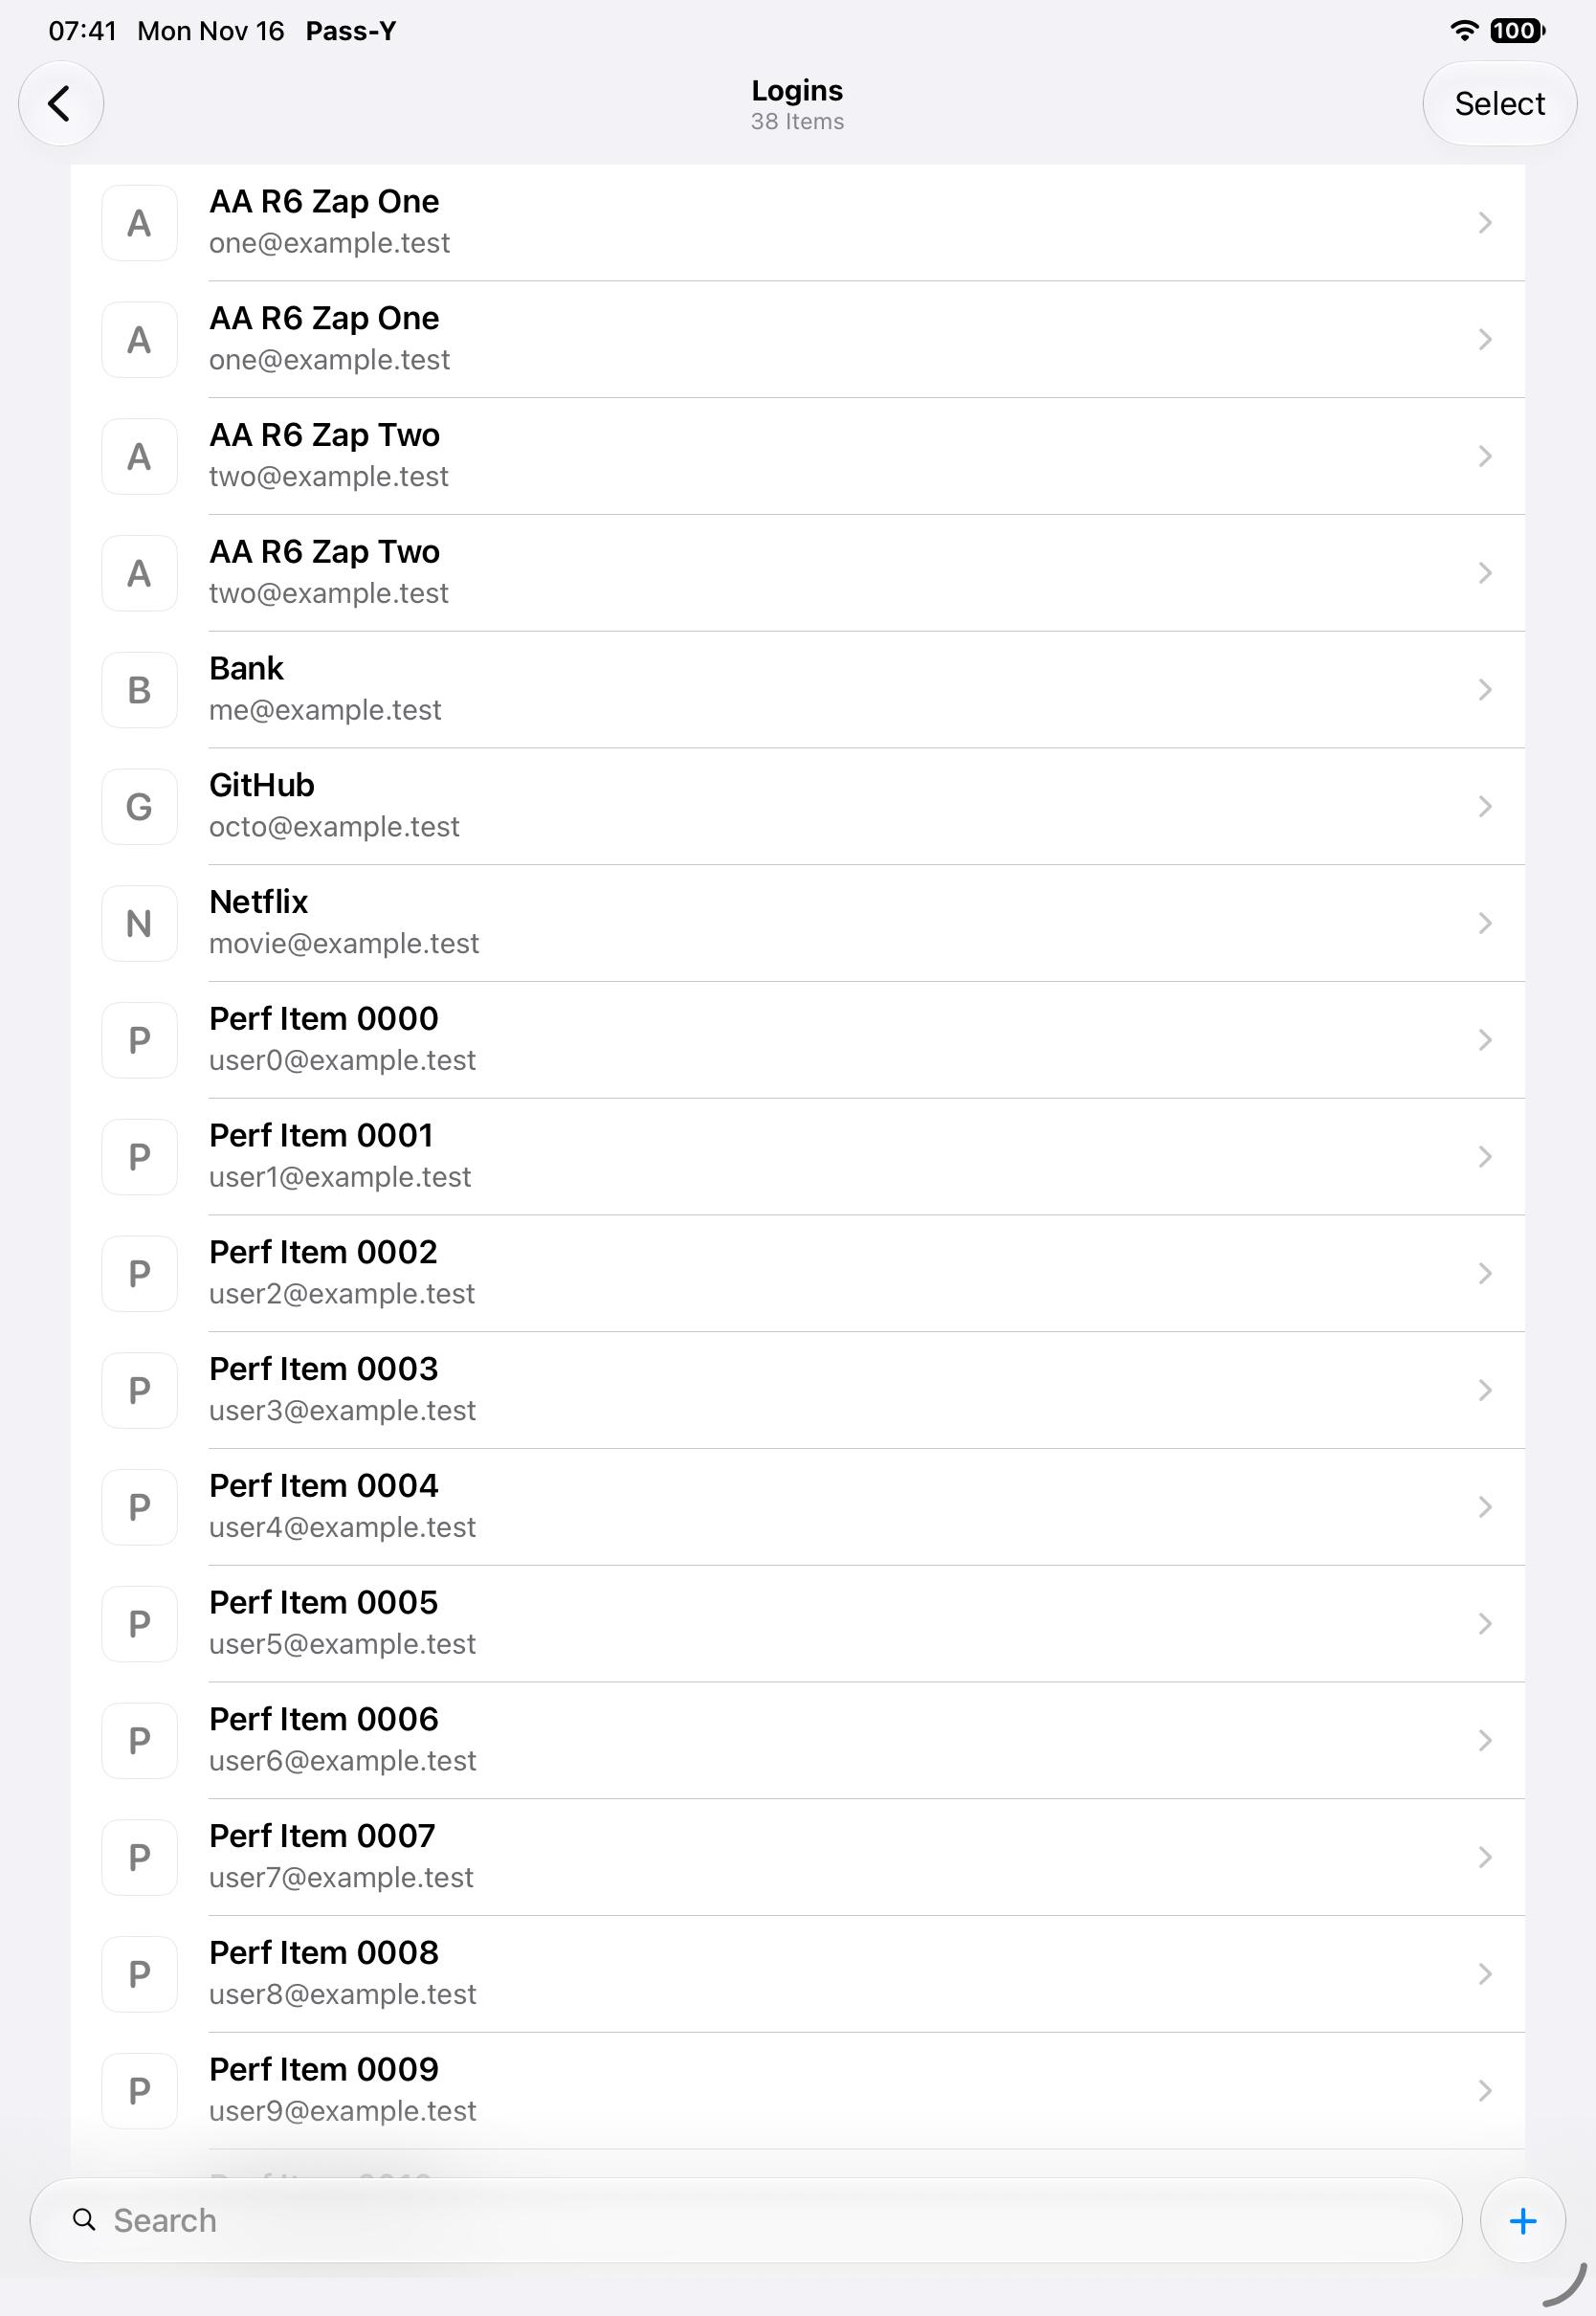 07:41 Mon Nov 16 Pass-Y 100
Logins
38 Items
Select
A
AA R6 Zap One
one@example.test
A
AA R6 Zap One
one@example.test
A
AA R6 Zap Two
two@example.test
A
AA R6 Zap Two
two@example.test
B
Bank
me@example.test
G
GitHub
octo@example.test
N
Netflix
movie@example.test
P
Perf Item 0000
user0@example.test
P
Perf Item 0001
user1@example.test
P
Perf Item 0002
user2@example.test
P
Perf Item 0003
user3@example.test
P
Perf Item 0004
user4@example.test
P
Perf Item 0005
user5@example.test
P
Perf Item 0006
user6@example.test
P
Perf Item 0007
user7@example.test
P
Perf Item 0008
user8@example.test
P
Perf Item 0009
user9@example.test
Search